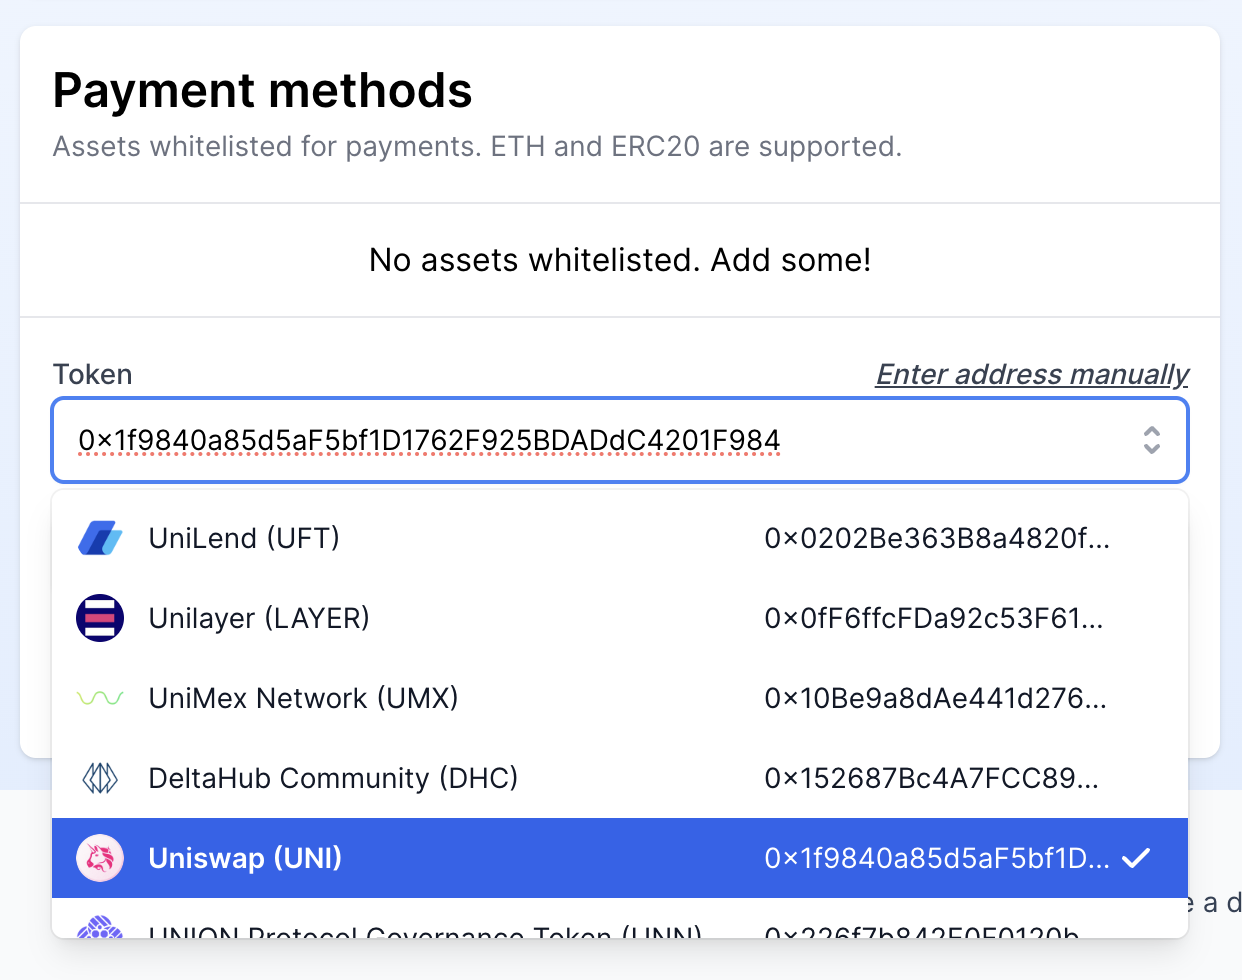 Payment methods
Assets whitelisted for payments. ETH and ERC20 are supported.
No assets whitelisted. Add some!
Token
Enter address manually
0x1f9840a85d5aF5bf1D1762F925BDADdC4201F984
UniLend (UFT) 0x0202Be363B8a4820f...
Unilayer (LAYER) 0x0fF6ffcFDa92c53F61...
UniMex Network (UMX) 0x10Be9a8dAe441d276...
DeltaHub Community (DHC) 0x152687Bc4A7FCC89...
Uniswap (UNI) 0x1f9840a85d5aF5bf1D...
e a d
UNION Protocol Governance Token (UNN)